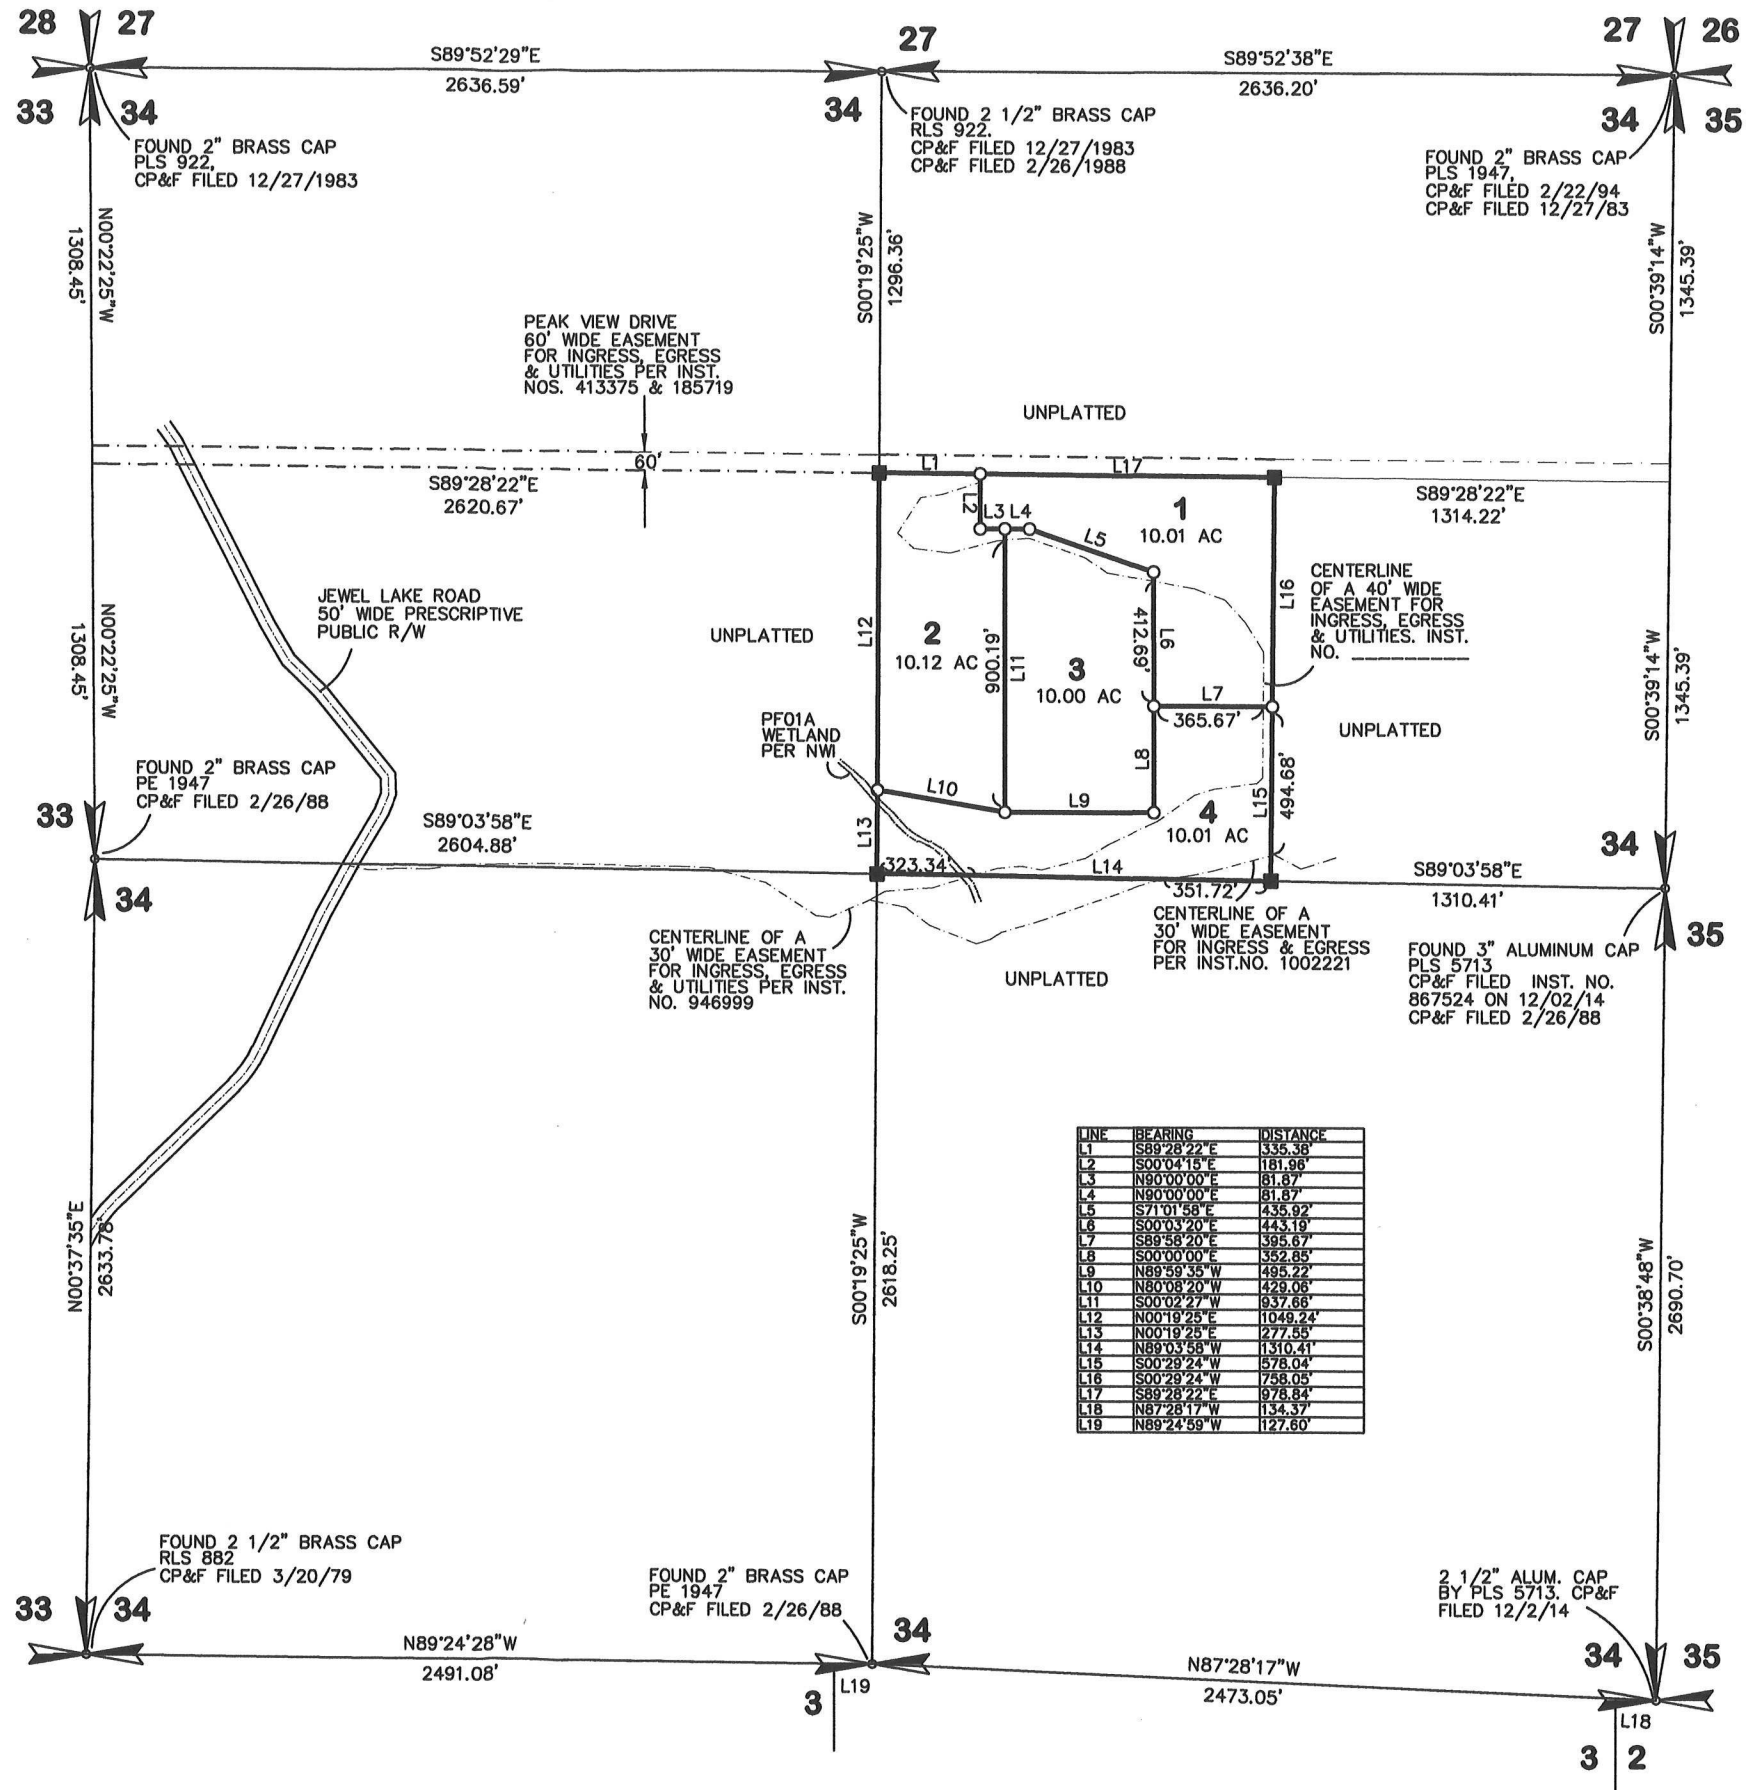 28 27
27
27 26
S89°52'29"E
2636.59'
S89°52'38"E
2636.20'
33 34
34
34 35
FOUND 2" BRASS CAP
PLS 922,
CP&F FILED 12/27/1983
FOUND 2 1/2" BRASS CAP
RLS 922.
CP&F FILED 12/27/1983
CP&F FILED 2/26/1988
FOUND 2" BRASS CAP
PLS 1947,
CP&F FILED 2/22/94
CP&F FILED 12/27/83
N00°22'25"W
1308.45'
S00°19'25"W
1296.36'
S00°39'14"W
1345.39'
PEAK VIEW DRIVE
60' WIDE EASEMENT
FOR INGRESS, EGRESS
& UTILITIES PER INST.
NOS. 413375 & 185719
UNPLATTED
60'
L1
L17
S89°28'22"E
2620.67'
S89°28'22"E
1314.22'
L2
L3 L4
L5
1
10.01 AC
L16
CENTERLINE
OF A 40' WIDE
EASEMENT FOR
INGRESS, EGRESS
& UTILITIES. INST.
NO. __________
JEWEL LAKE ROAD
50' WIDE PRESCRIPTIVE
PUBLIC R/W
N00°22'25"W
1308.45'
UNPLATTED
L12
2
10.12 AC
900.19'
L11
3
10.00 AC
412.69'
L6
L7
365.67'
S00°39'14"W
1345.39'
UNPLATTED
PF01A
WETLAND
PER NWI
FOUND 2" BRASS CAP
PE 1947
CP&F FILED 2/26/88
33
34
L10
L8
L9
L13
L15
494.68'
4
10.01 AC
S89°03'58"E
2604.88'
323.34'
L14
351.72'
S89°03'58"E
1310.41'
34
35
CENTERLINE OF A
30' WIDE EASEMENT
FOR INGRESS, EGRESS
& UTILITIES PER INST.
NO. 946999
CENTERLINE OF A
30' WIDE EASEMENT
FOR INGRESS & EGRESS
PER INST.NO. 1002221
UNPLATTED
FOUND 3" ALUMINUM CAP
PLS 5713
CP&F FILED INST. NO.
867524 ON 12/02/14
CP&F FILED 2/26/88
LINE BEARING DISTANCE
L1 S89°28'22"E 335.38'
L2 S00°04'15"E 181.96'
L3 N90°00'00"E 81.87'
L4 N90°00'00"E 81.87'
L5 S71°01'58"E 435.92'
L6 S00°03'20"E 443.19'
L7 S89°58'20"E 395.67'
L8 S00°00'00"E 352.85'
L9 N89°59'35"W 495.22'
L10 N80°08'20"W 429.06'
L11 S00°02'27"W 937.66'
L12 N00°19'25"E 1049.24'
L13 N00°19'25"E 277.55'
L14 N89°03'58"W 1310.41'
L15 S00°29'24"W 578.04'
L16 S00°29'24"W 758.05'
L17 S89°28'22"E 978.84'
L18 N87°28'17"W 134.37'
L19 N89°24'59"W 127.60'
N00°37'35"E
2633.78'
S00°19'25"W
2618.25'
S00°38'48"W
2690.70'
FOUND 2 1/2" BRASS CAP
RLS 882
CP&F FILED 3/20/79
FOUND 2" BRASS CAP
PE 1947
CP&F FILED 2/26/88
2 1/2" ALUM. CAP
BY PLS 5713. CP&F
FILED 12/2/14
33 34
34
34 35
N89°24'28"W
2491.08'
N87°28'17"W
2473.05'
L19
3
L18
3 2